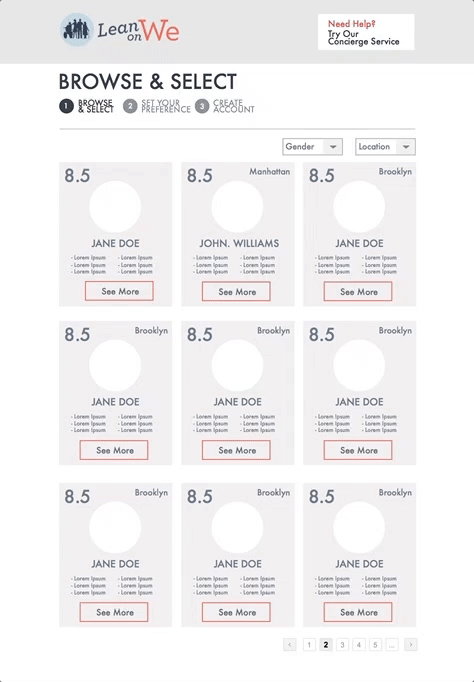 Lean on We
Need Help?
Try Our
Concierge Service
BROWSE & SELECT
1 BROWSE & SELECT
2 SET YOUR PREFERENCE
3 CREATE ACCOUNT
Gender
Location
8.5
JANE DOE
- Lorem Ipsum - Lorem Ipsum
- Lorem Ipsum - Lorem Ipsum
- Lorem Ipsum - Lorem Ipsum
See More
8.5 Manhattan
JOHN. WILLIAMS
- Lorem Ipsum - Lorem Ipsum
- Lorem Ipsum - Lorem Ipsum
- Lorem Ipsum - Lorem Ipsum
See More
8.5 Brooklyn
JANE DOE
- Lorem Ipsum - Lorem Ipsum
- Lorem Ipsum - Lorem Ipsum
- Lorem Ipsum - Lorem Ipsum
See More
8.5 Brooklyn
JANE DOE
- Lorem Ipsum - Lorem Ipsum
- Lorem Ipsum - Lorem Ipsum
- Lorem Ipsum - Lorem Ipsum
See More
8.5 Brooklyn
JANE DOE
- Lorem Ipsum - Lorem Ipsum
- Lorem Ipsum - Lorem Ipsum
- Lorem Ipsum - Lorem Ipsum
See More
8.5 Brooklyn
JANE DOE
- Lorem Ipsum - Lorem Ipsum
- Lorem Ipsum - Lorem Ipsum
- Lorem Ipsum - Lorem Ipsum
See More
8.5 Brooklyn
JANE DOE
- Lorem Ipsum - Lorem Ipsum
- Lorem Ipsum - Lorem Ipsum
- Lorem Ipsum - Lorem Ipsum
See More
8.5 Brooklyn
JANE DOE
- Lorem Ipsum - Lorem Ipsum
- Lorem Ipsum - Lorem Ipsum
- Lorem Ipsum - Lorem Ipsum
See More
8.5 Brooklyn
JANE DOE
- Lorem Ipsum - Lorem Ipsum
- Lorem Ipsum - Lorem Ipsum
- Lorem Ipsum - Lorem Ipsum
See More
< 1 2 3 4 5 ... >